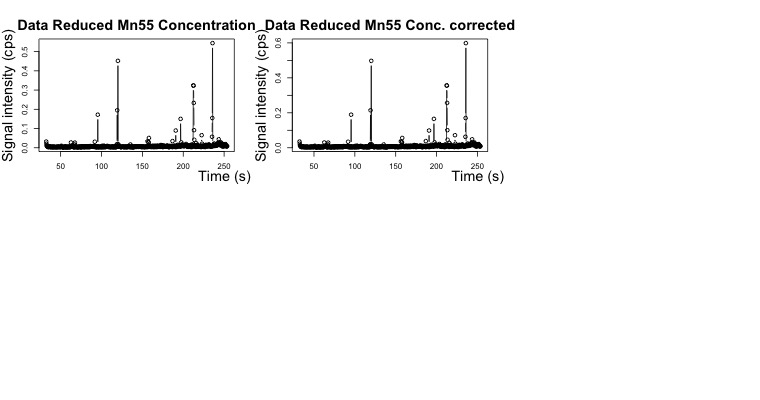 Data Reduced Mn55 Concentration
Signal intensity (cps)
0.0 0.1 0.2 0.3 0.4 0.5
50 100 150 200 250
Time (s)
Data Reduced Mn55 Conc. corrected
Signal intensity (cps)
0.0 0.2 0.4 0.6
50 100 150 200 250
Time (s)